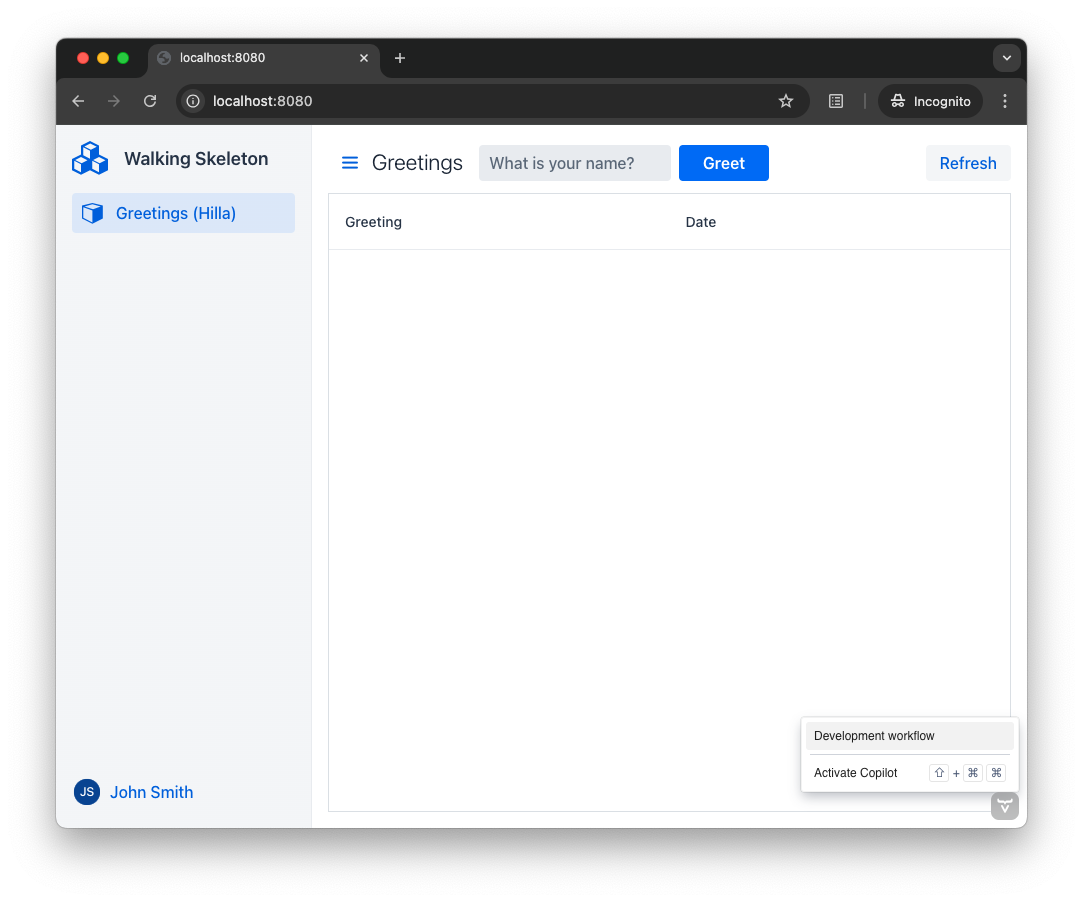 localhost:8080
localhost:8080
Incognito
Walking Skeleton
Greetings (Hilla)
Greetings
What is your name?
Greet
Refresh
Greeting
Date
Development workflow
Activate Copilot ⇧ + ⌘ ⌘
JS John Smith